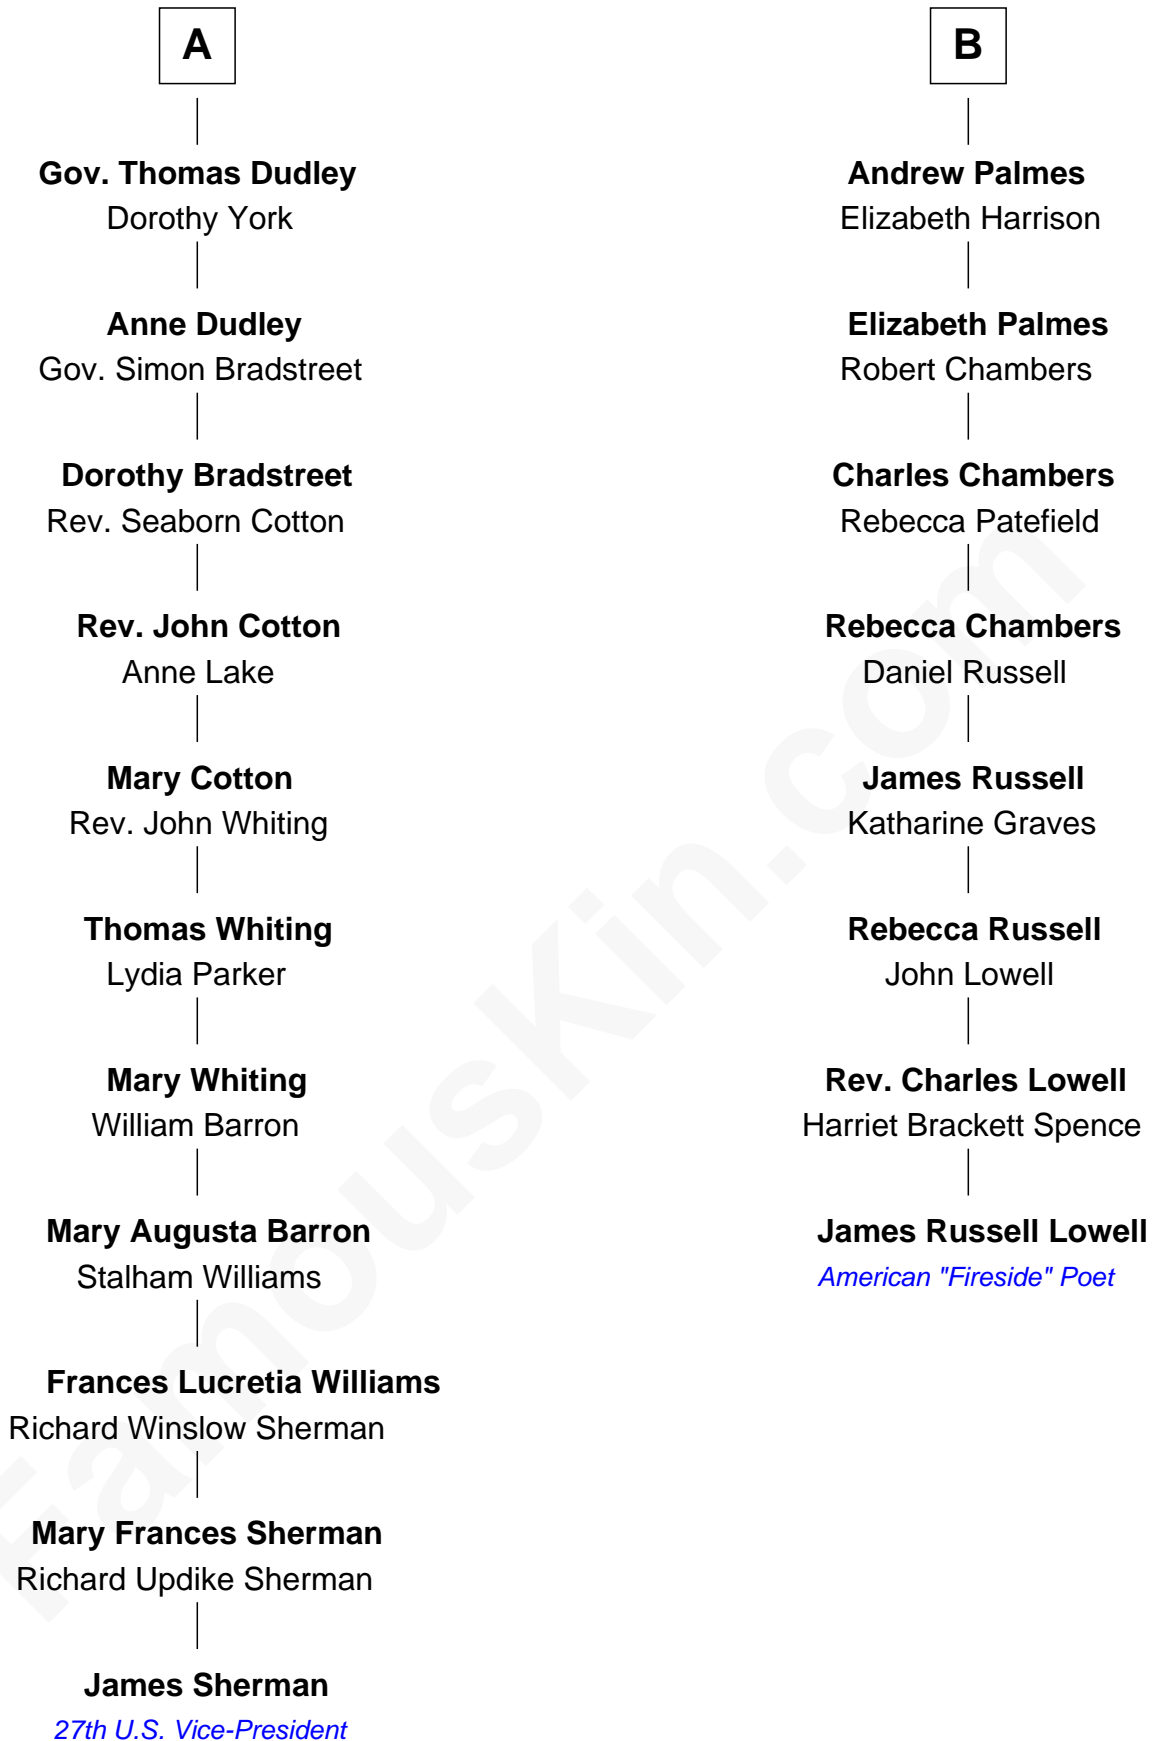 A
Gov. Thomas Dudley
Dorothy York
Anne Dudley
Gov. Simon Bradstreet
Dorothy Bradstreet
Rev. Seaborn Cotton
Rev. John Cotton
Anne Lake
Mary Cotton
Rev. John Whiting
Thomas Whiting
Lydia Parker
Mary Whiting
William Barron
Mary Augusta Barron
Stalham Williams
Frances Lucretia Williams
Richard Winslow Sherman
Mary Frances Sherman
Richard Updike Sherman
James Sherman
27th U.S. Vice-President
B
Andrew Palmes
Elizabeth Harrison
Elizabeth Palmes
Robert Chambers
Charles Chambers
Rebecca Patefield
Rebecca Chambers
Daniel Russell
James Russell
Katharine Graves
Rebecca Russell
John Lowell
Rev. Charles Lowell
Harriet Brackett Spence
James Russell Lowell
American "Fireside" Poet
FamousKin.com